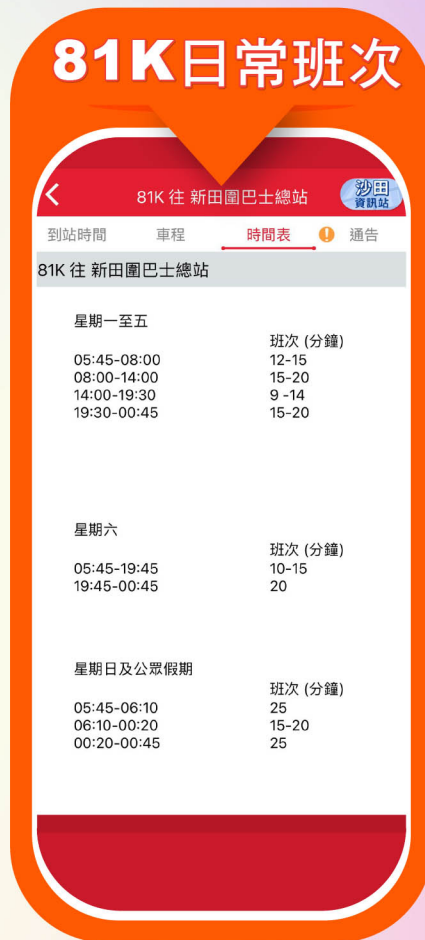 81K日常班次
81K 往 新田圍巴士總站
沙田
資訊站
到站時間 車程 時間表 通告
81K 往 新田圍巴士總站
星期一至五
班次 (分鐘)
05:45-08:00 12-15
08:00-14:00 15-20
14:00-19:30 9 -14
19:30-00:45 15-20
星期六
班次 (分鐘)
05:45-19:45 10-15
19:45-00:45 20
星期日及公眾假期
班次 (分鐘)
05:45-06:10 25
06:10-00:20 15-20
00:20-00:45 25